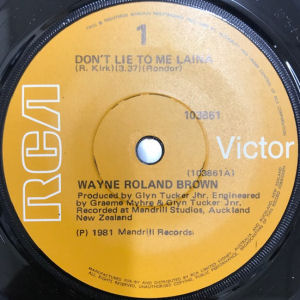 1
DON'T LIE TO ME
(R. Kirk)(3.37)(Rondor)
103861
RCA
Victor
(103861A)
WAYNE ROLAND BROWN
Produced by Glyn Tucker Jnr. Engineered
by Graeme Myhre & Glyn Tucker Jnr.
Recorded at Mandrill Studios, Auckland
New Zealand
(P) 1981 Mandrill Records